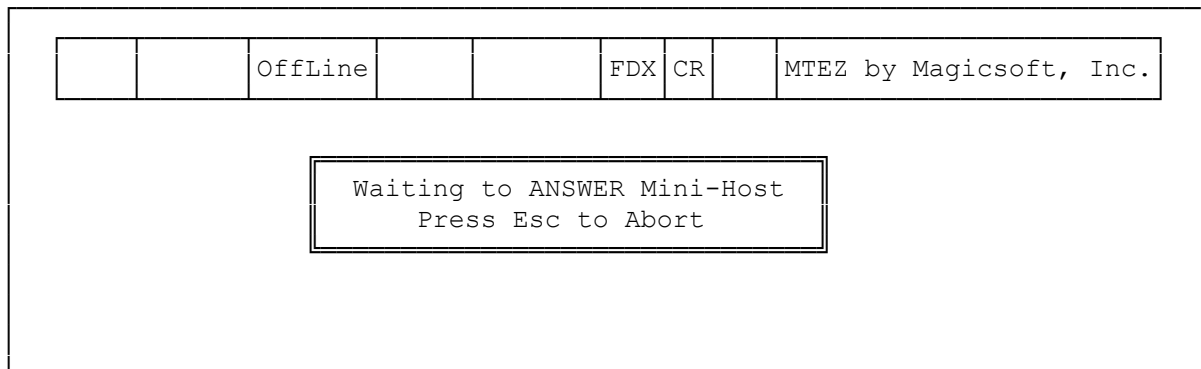 OffLine FDX CR MTEZ by Magicsoft, Inc.
Waiting to ANSWER Mini-Host
Press Esc to Abort